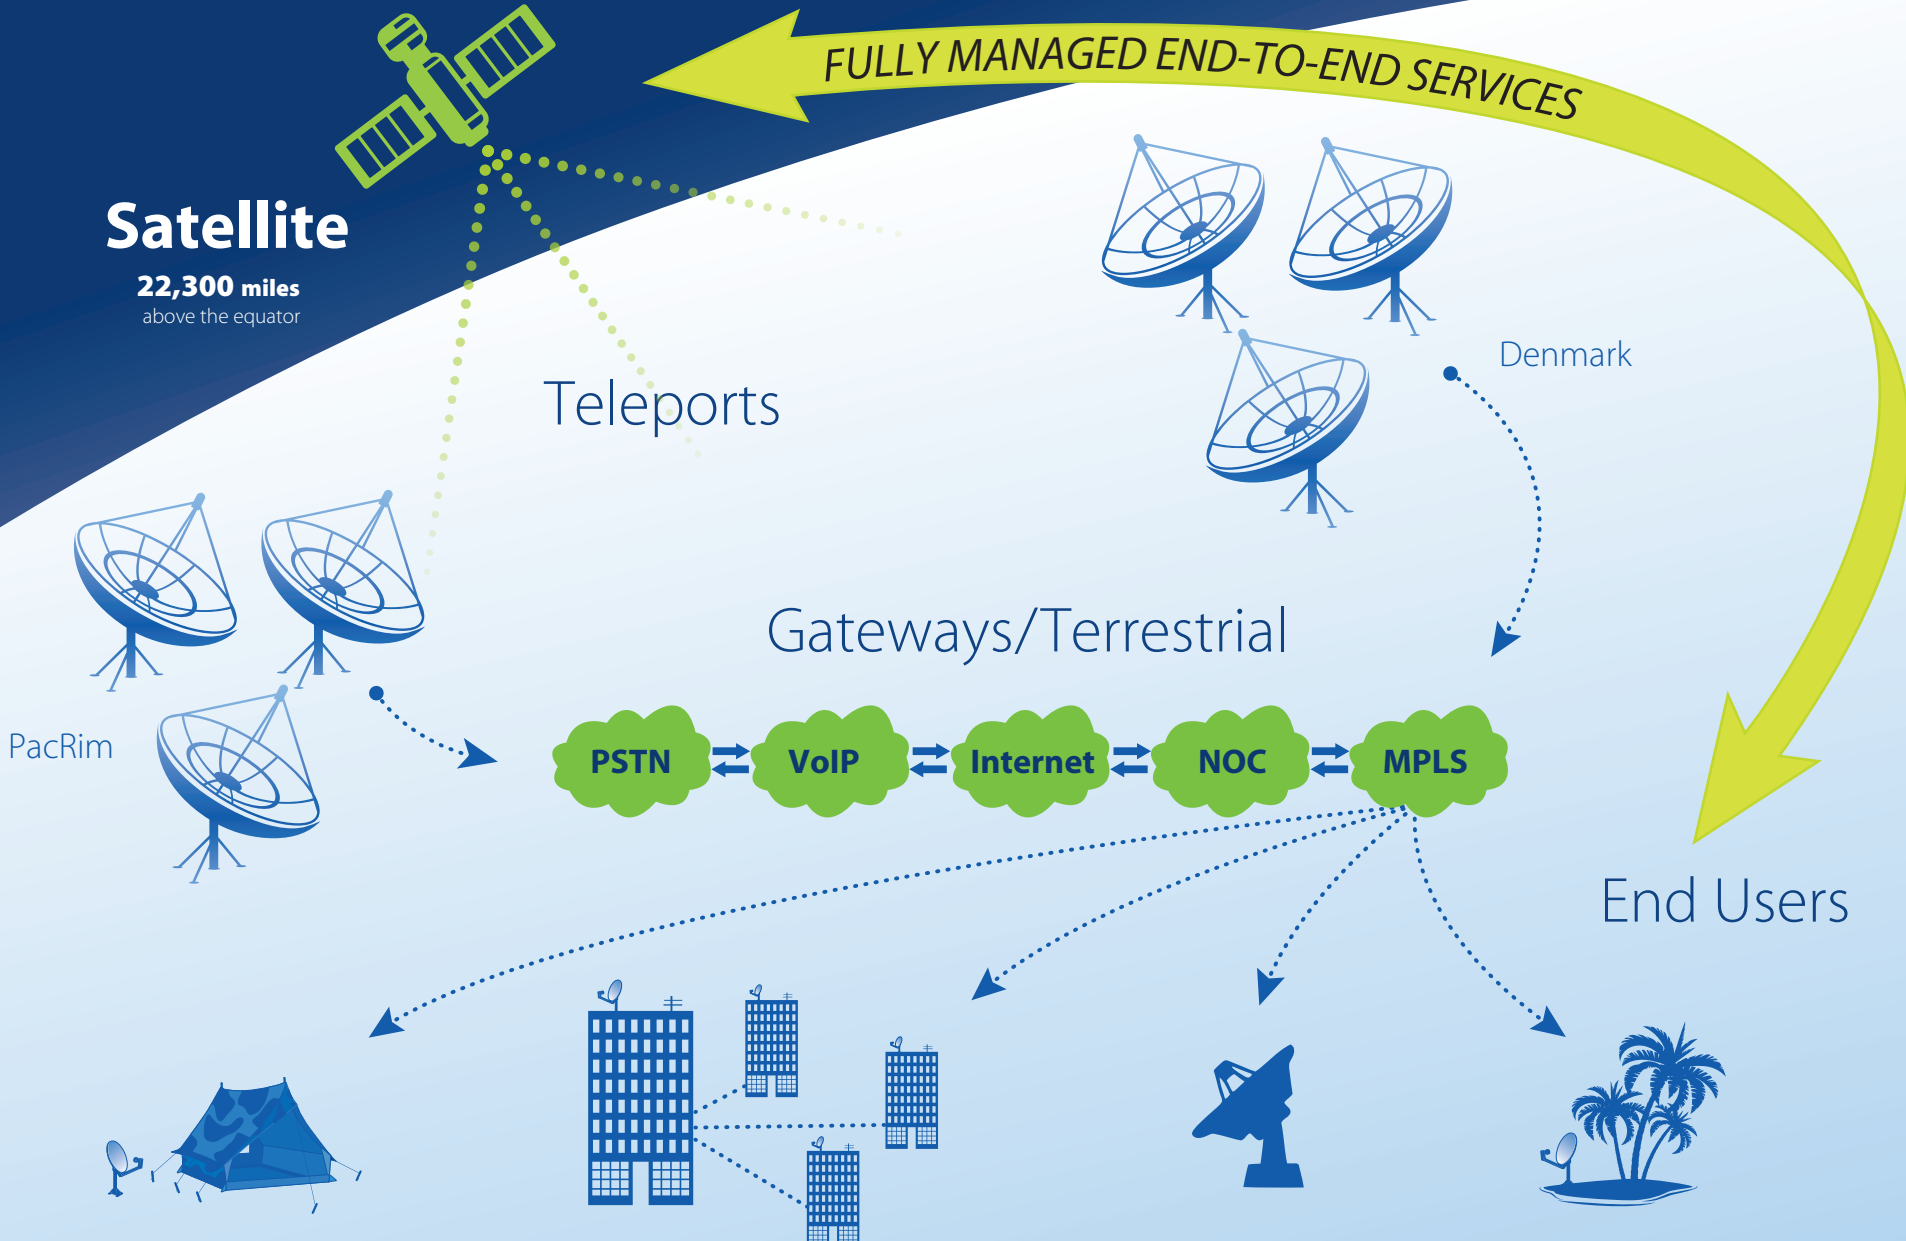 FULLY MANAGED END-TO-END SERVICES
Satellite
22,300 miles
above the equator
Denmark
Teleports
Gateways/Terrestrial
PacRim
PSTN
VoIP
Internet
NOC
MPLS
End Users